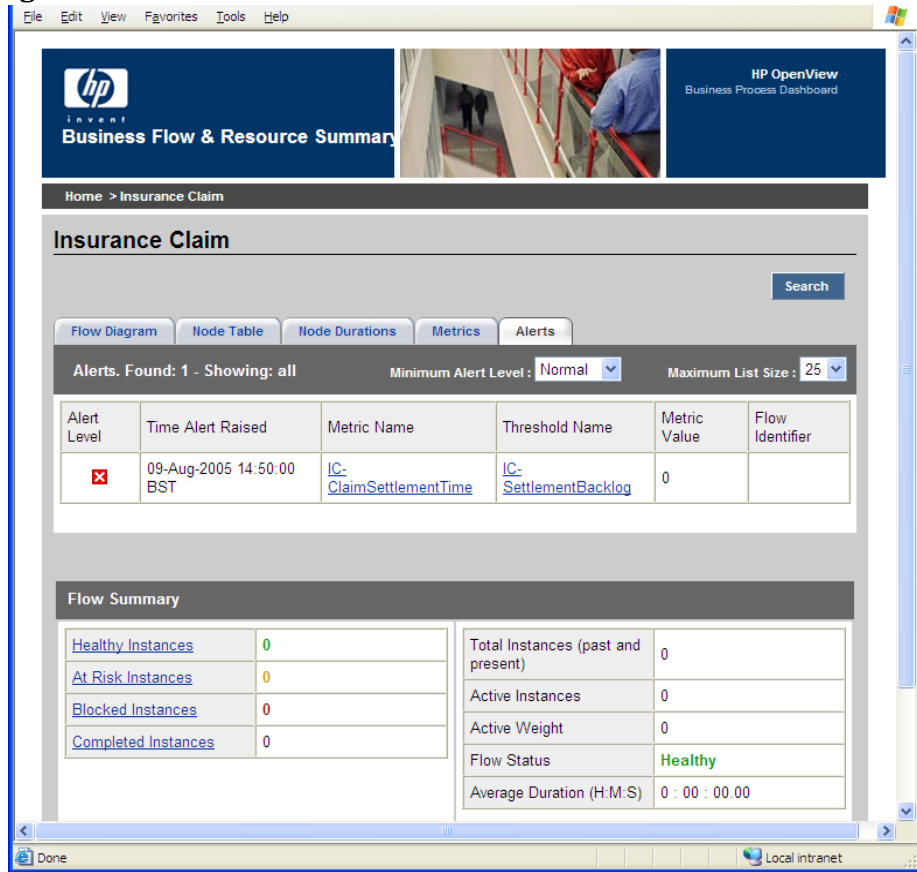 File Edit View Favorites Tools Help
hp
invent
Business Flow & Resource Summary
HP OpenView
Business Process Dashboard
Home > Insurance Claim
Insurance Claim
Search
Flow Diagram Node Table Node Durations Metrics Alerts
Alerts. Found: 1 - Showing: all Minimum Alert Level : Normal Maximum List Size : 25
Alert Level Time Alert Raised Metric Name Threshold Name Metric Value Flow Identifier
09-Aug-2005 14:50:00 BST IC-ClaimSettlementTime IC-SettlementBacklog 0
Flow Summary
Healthy Instances 0
At Risk Instances 0
Blocked Instances 0
Completed Instances 0
Total Instances (past and present) 0
Active Instances 0
Active Weight 0
Flow Status Healthy
Average Duration (H:M:S) 0 : 00 : 00.00
Done Local intranet